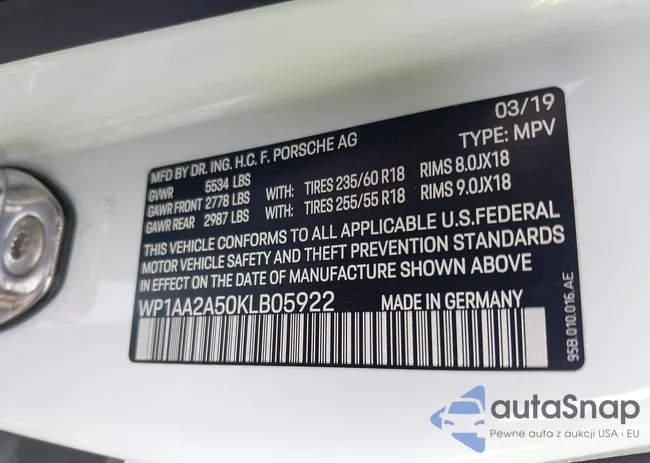 03/19
MFD BY DR. ING. H.C. F. PORSCHE AG TYPE: MPV
GVWR 5534 LBS
GAWR FRONT 2778 LBS WITH: TIRES 235/60 R18 RIMS 8.0JX18
GAWR REAR 2987 LBS WITH: TIRES 255/55 R18 RIMS 9.0JX18
THIS VEHICLE CONFORMS TO ALL APPLICABLE U.S.FEDERAL
MOTOR VEHICLE SAFETY AND THEFT PREVENTION STANDARDS
IN EFFECT ON THE DATE OF MANUFACTURE SHOWN ABOVE
WP1AA2A50KLB05922 MADE IN GERMANY
95B.010.016.AE
autaSnap
Pewne auta z aukcji USA i EU